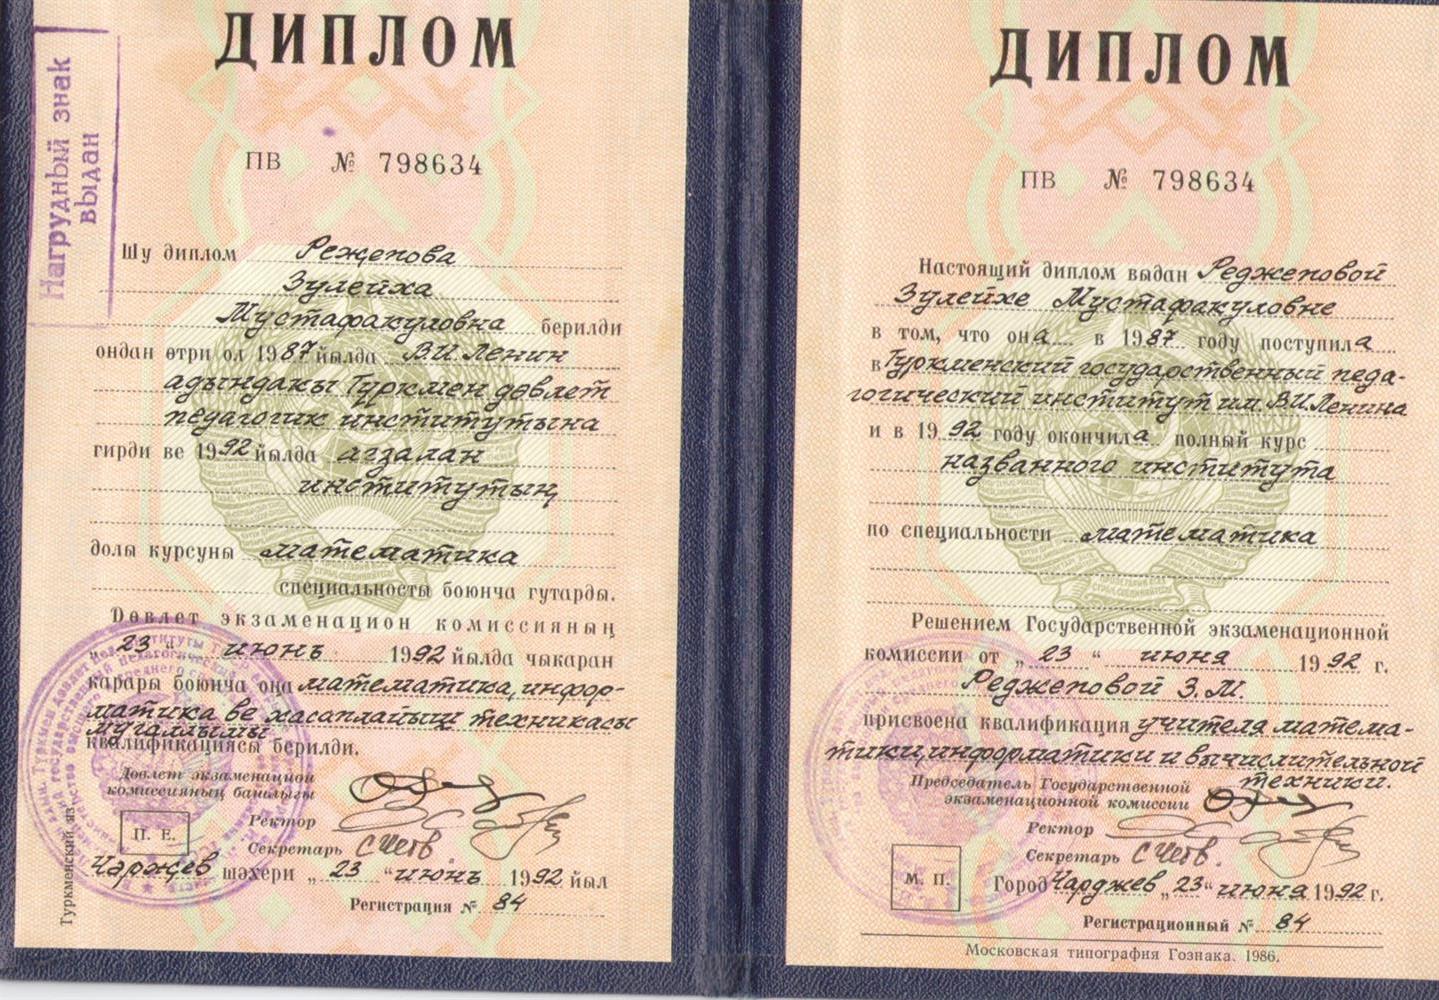 Нагрудный знак
выдан
ДИПЛОМ
ПВ № 798634
Шу диплом Режепова
Зулейха
Мустафакуловна берилди
ондан өтри ол 1987 йылда В.И. Ленин
адындакы Түркмен дөвлет
педагогик институтына
гирди ве 1992 йылда агзалан
институтың
долы курсуны математика
специальносты боюнча гутарды.
Дөвлет экзаменацион комиссияның
„23“ июнь 1992 йылда чыкаран
карары боюнча оңа математика, инфор-
матика ве хасаплайыш техникасы
мугаллымы
квалификациясы берилди.
Дөвлет экзаменацион
комиссияның башлыгы
Ректор
П. Е.
Секретарь
Чәржев шәхери „23“ июнь 1992 йыл
Регистрация № 84
Туркменский яз.
ДИПЛОМ
ПВ № 798634
Настоящий диплом выдан Реджеповой
Зулейхе Мустафакуловне
в том, что она в 1987 году поступила
в Туркменский государственный педа-
гогический институт им. В.И. Ленина
и в 1992 году окончила полный курс
названного института
по специальности математика
Решением Государственной экзаменационной
комиссии от „23“ июня 1992 г.
Реджеповой З.М.
присвоена квалификация учителя матема-
тики, информатики и вычислительной
техники.
Председатель Государственной
экзаменационной комиссии
Ректор
Секретарь
М. П.
Город Чарджев „23“ июня 1992 г.
Регистрационный № 84
Московская типография Гознака. 1986.